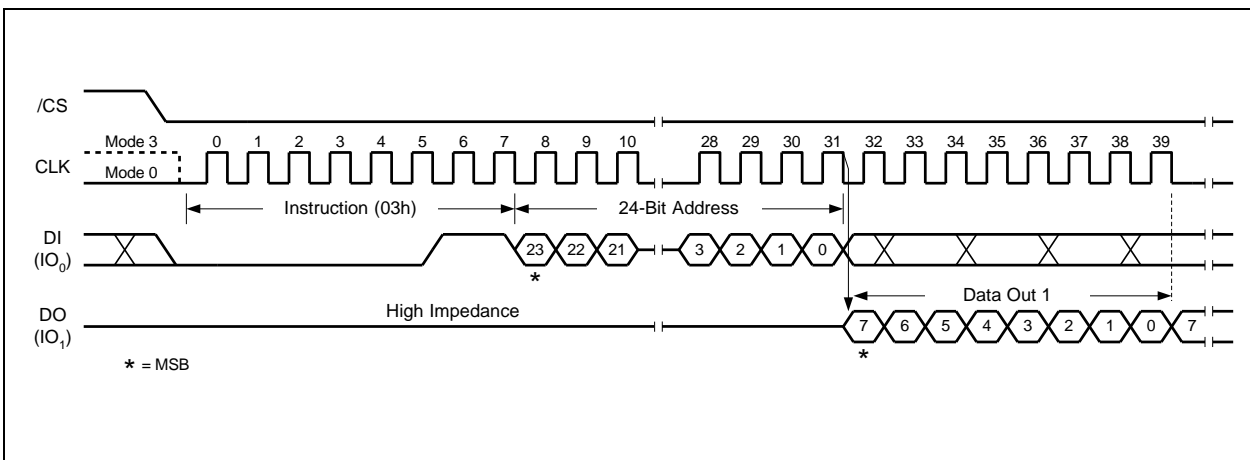 /CS
Mode 3 0 1 2 3 4 5 6 7 8 9 10 28 29 30 31 32 33 34 35 36 37 38 39
CLK
Mode 0
Instruction (03h) 24-Bit Address
DI
(IO0)
23 22 21 3 2 1 0
*
Data Out 1
High Impedance
DO
(IO1)
7 6 5 4 3 2 1 0 7
*
* = MSB